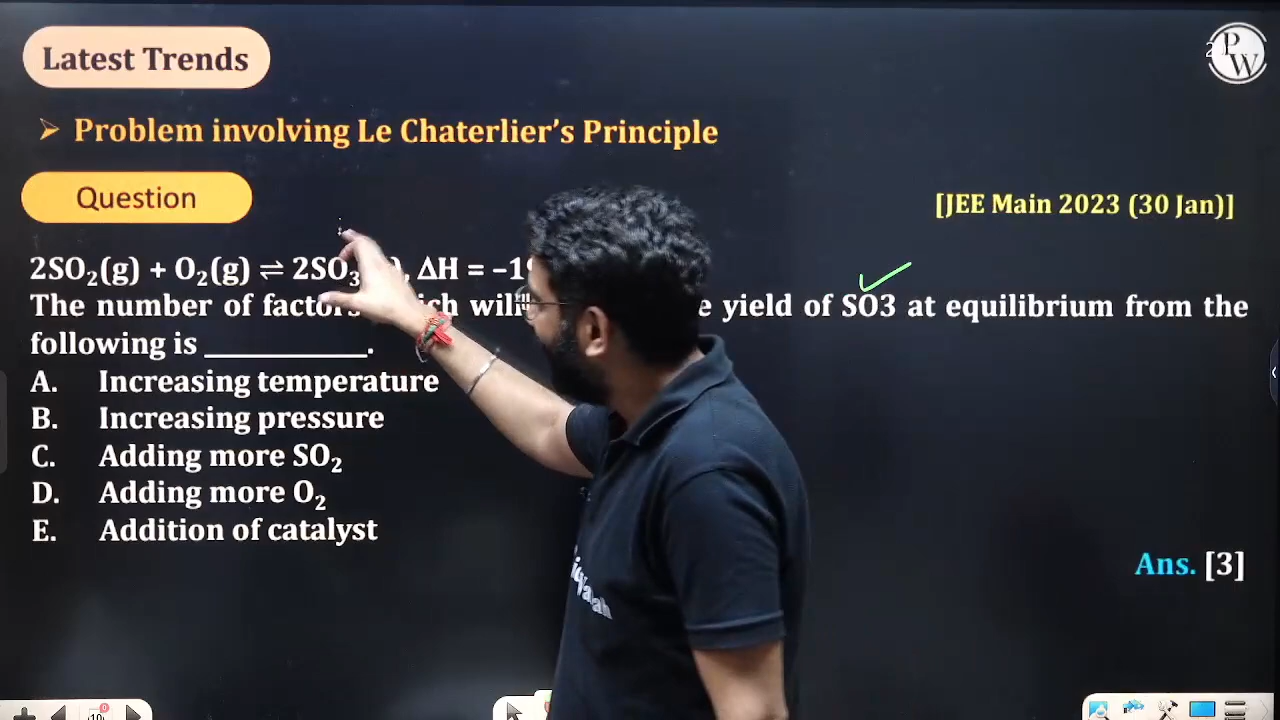 Latest Trends
P
W
➢ Problem involving Le Chaterlier’s Principle
Question
[JEE Main 2023 (30 Jan)]
2SO₂(g) + O₂(g) ⇌ 2SO₃ ), ΔH = –1
The number of factors which will yield of SO3 at equilibrium from the
following is ____________.
A. Increasing temperature
B. Increasing pressure
C. Adding more SO₂
D. Adding more O₂
E. Addition of catalyst
Ans. [3]